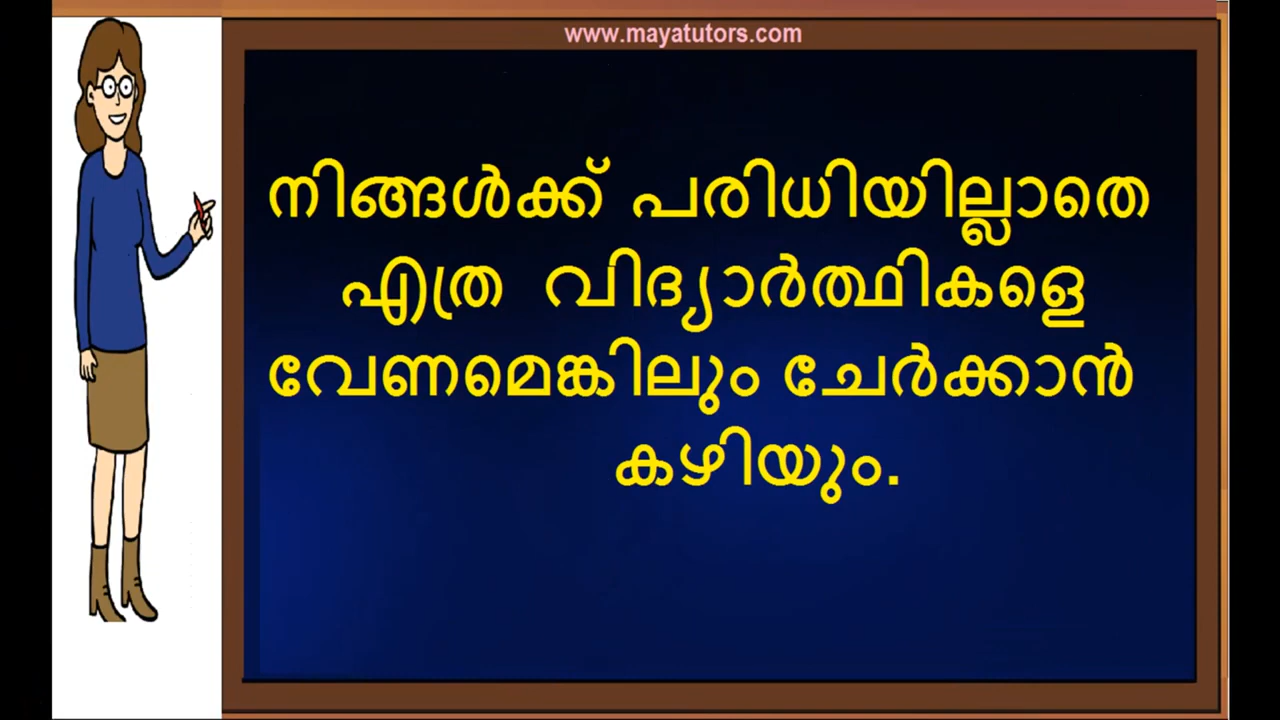 www.mayatutors.com
നിങ്ങൾക്ക് പരിധിയില്ലാതെ
എത്ര വിദ്യാർത്ഥികളെ
വേണമെങ്കിലും ചേർക്കാൻ
കഴിയും.